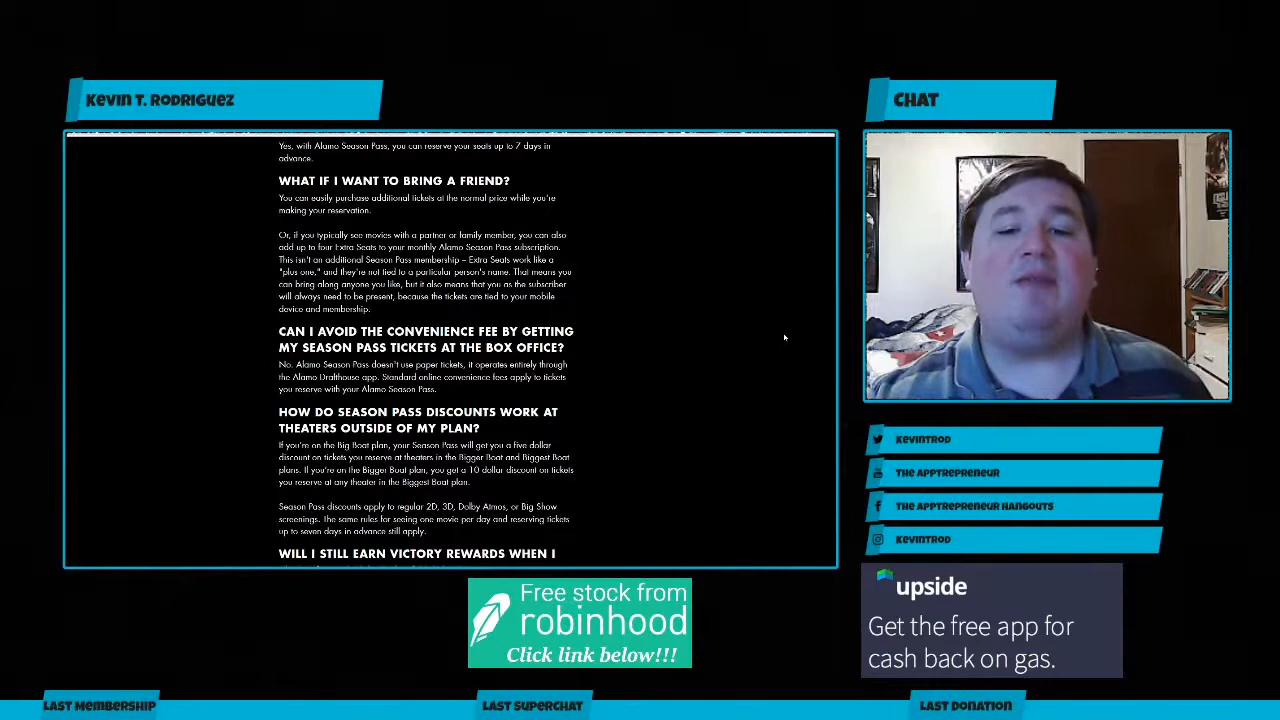 Kevin T. Rodriguez
CHAT
Yes, with Alamo Season Pass, you can reserve your seats up to 7 days in
advance.
WHAT IF I WANT TO BRING A FRIEND?
You can easily purchase additional tickets at the normal price while you're
making your reservation.
Or, if you typically see movies with a partner or family member, you can also
add up to four Extra Seats to your monthly Alamo Season Pass subscription.
This isn't an additional Season Pass membership – Extra Seats work like a
"plus one," and they're not tied to a particular person's name. That means you
can bring along anyone you like, but it also means that you as the subscriber
will always need to be present, because the tickets are tied to your mobile
device and membership.
CAN I AVOID THE CONVENIENCE FEE BY GETTING
MY SEASON PASS TICKETS AT THE BOX OFFICE?
No. Alamo Season Pass doesn't use paper tickets, it operates entirely through
the Alamo Drafthouse app. Standard online convenience fees apply to tickets
you reserve with your Alamo Season Pass.
HOW DO SEASON PASS DISCOUNTS WORK AT
THEATERS OUTSIDE OF MY PLAN?
If you're on the Big Boat plan, your Season Pass will get you a five dollar
discount on tickets you reserve at theaters in the Bigger Boat and Biggest Boat
plans. If you're on the Bigger Boat plan, you get a 10 dollar discount on tickets
you reserve at any theater in the Biggest Boat plan.
Season Pass discounts apply to regular 2D, 3D, Dolby Atmos, or Big Show
screenings. The same rules for seeing one movie per day and reserving tickets
up to seven days in advance still apply.
WILL I STILL EARN VICTORY REWARDS WHEN I
KevinTRod
The Apptrepreneur
The Apptrepreneur Hangouts
KevinTRod
Free stock from
robinhood
Click link below!!!
upside
Get the free app for
cash back on gas.
Last Membership
Last Superchat
Last Donation